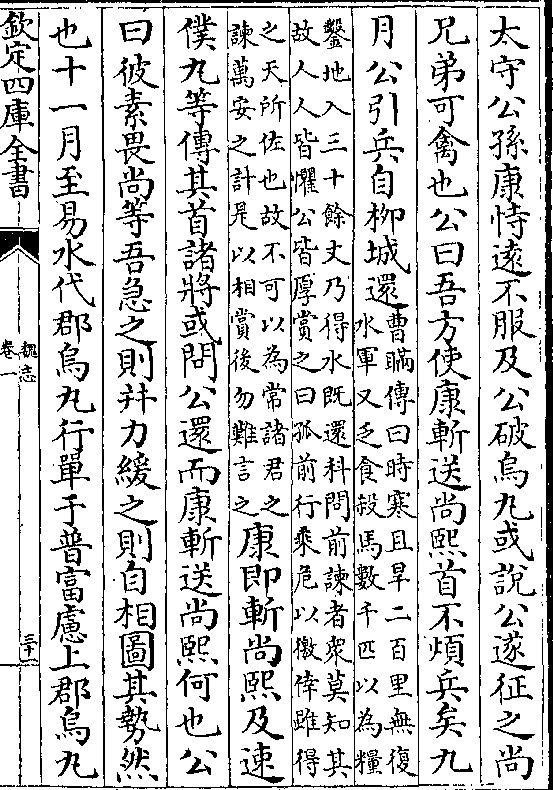 太守公孫康恃遠不服及公破烏九或說公遂征之尚
兄弟可禽也公曰吾方使康斬送尚熙首不煩兵矣九
月公引兵自柳城還
曹瞞傳曰時寒且旱二百里無復
水軍又乏食殺馬數千匹以為糧
鑿地入三十餘丈乃得水既還科問前諫者衆莫知其
故人人皆懼公皆厚賞之曰孤前行乘危以徼倖雖得
之天所佐也故不可以為常諸君之
諫萬安之計是以相賞後勿難言之
康即斬尚熙及速
僕九等傳其首諸將或問公還而康斬送尚熙何也公
曰彼素畏尚等吾急之則幷力緩之則自相圖其勢然
也十一月至易水代郡烏九行單于普富慮上郡烏九
欽定四庫全書
魏志
卷一
三十一